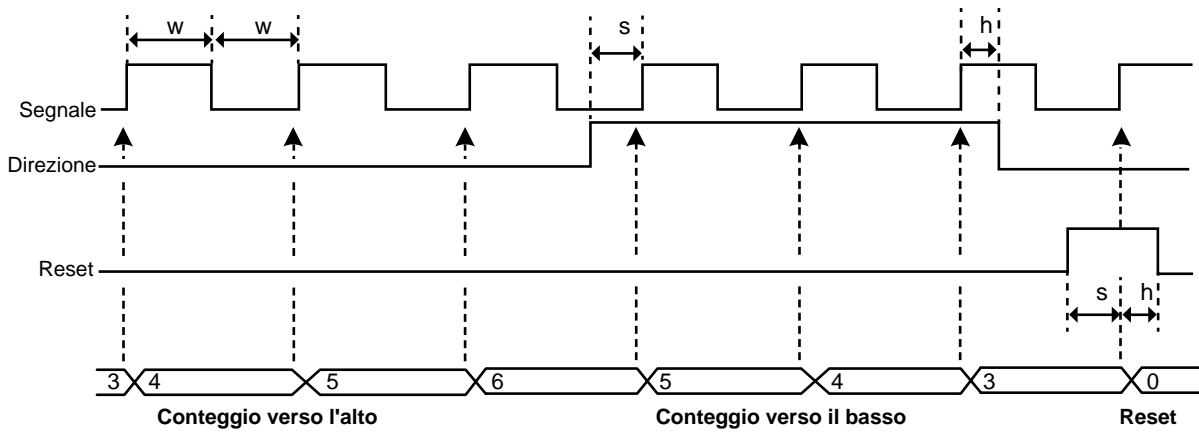 w w s h
Segnale
Direzione
Reset
s h
3 4 5 6 5 4 3 0
Conteggio verso l'alto Conteggio verso il basso Reset